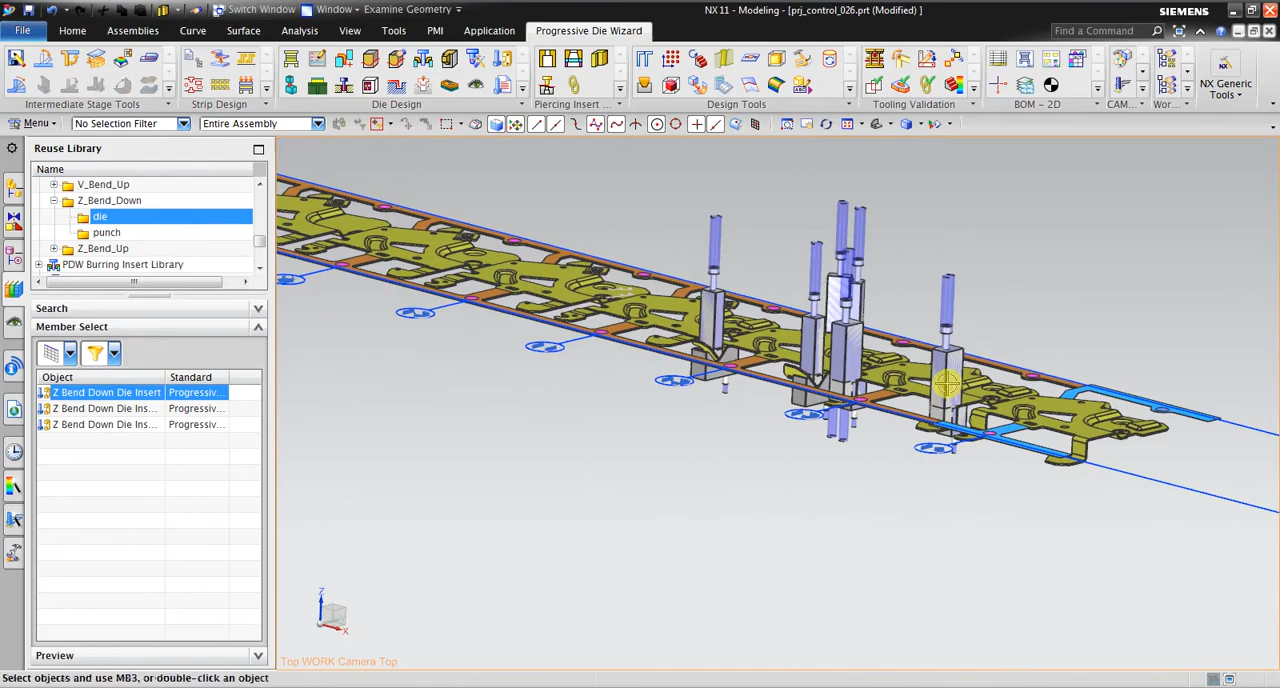 Switch Window Window Examine Geometry NX 11 - Modeling - [prj_control_026.prt (Modified) ] SIEMENS
File Home Assemblies Curve Surface Analysis View Tools PMI Application Progressive Die Wizard Find a Command
NX Generic
Tools
Intermediate Stage Tools Strip Design Die Design Piercing Insert ... Design Tools Tooling Validation BOM - 2D CAM... Wor...
Menu No Selection Filter Entire Assembly
Reuse Library
Name
V_Bend_Up
Z_Bend_Down
die
punch
Z_Bend_Up
PDW Burring Insert Library
Search
Member Select
Object Standard
Z Bend Down Die Insert Progressiv...
Z Bend Down Die Ins... Progressiv...
Z Bend Down Die Ins... Progressiv...
Z
X
Preview
Top WORK Camera Top
Select objects and use MB3, or double-click an object